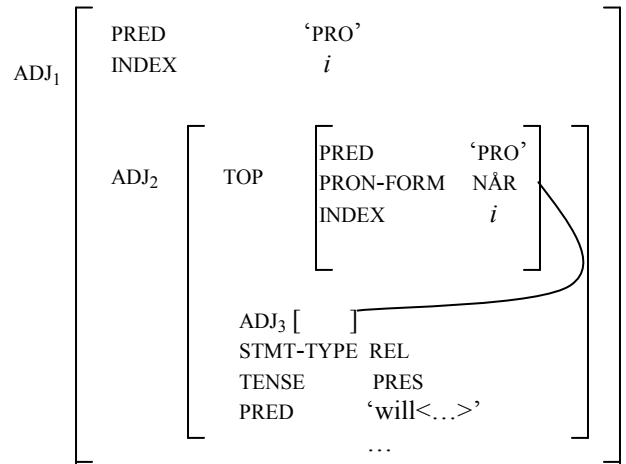 PRED ‘PRO’
ADJ₁ INDEX i
PRED ‘PRO’
ADJ₂ TOP PRON-FORM NÅR
INDEX i
ADJ₃ [ ]
STMT-TYPE REL
TENSE PRES
PRED ‘will<…>’
…